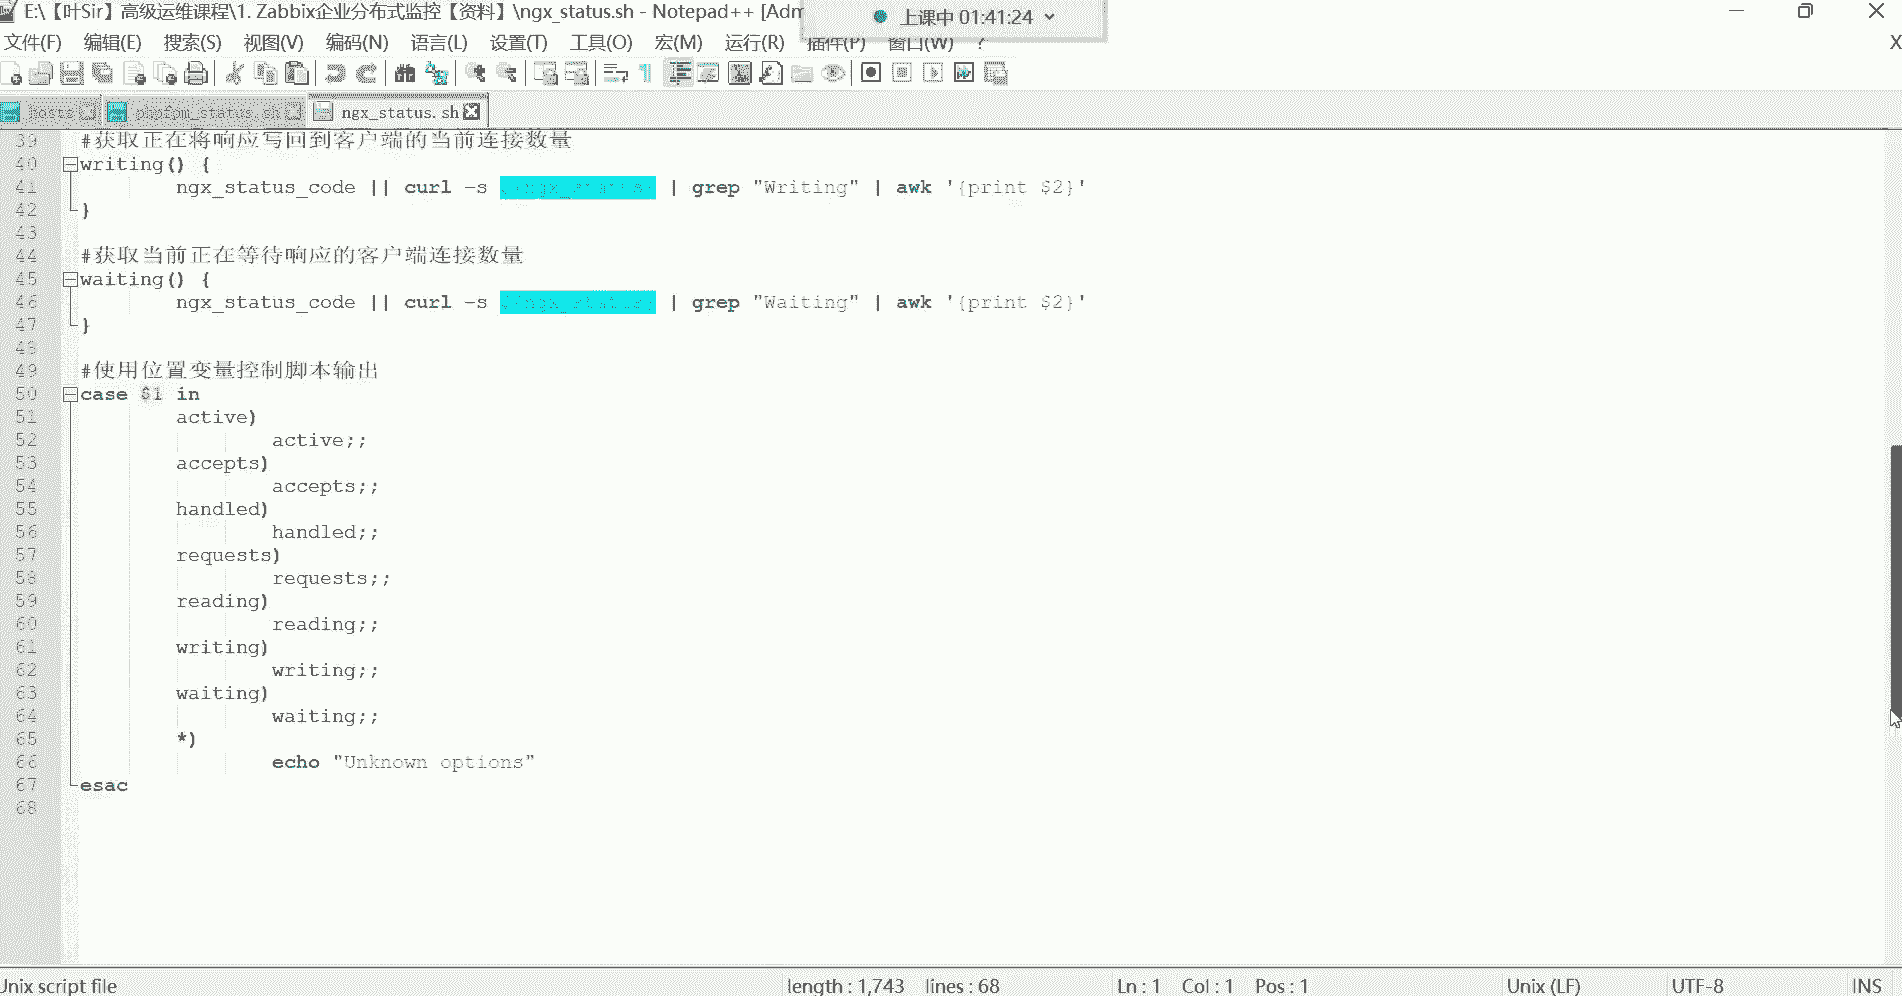 E:\【叶Sir】高级运维课程\1. Zabbix企业分布式监控【资料】\ngx_status.sh - Notepad++ [Adm
上课中 01:41:24
文件(F) 编辑(E) 搜索(S) 视图(V) 编码(N) 语言(L) 设置(T) 工具(O) 宏(M) 运行(R) 插件(P) 窗口(W) ? X
hosts phpfpm_status.sh ngx_status.sh
39 #获取正在将响应写回到客户端的当前连接数量
40 writing() {
41 ngx_status_code || curl -s | grep "Writing" | awk '{print $2}'
42 }
43
44 #获取当前正在等待响应的客户端连接数量
45 waiting() {
46 ngx_status_code || curl -s | grep "Waiting" | awk '{print $2}'
47 }
48
49 #使用位置变量控制脚本输出
50 case $1 in
51 active)
52 active;;
53 accepts)
54 accepts;;
55 handled)
56 handled;;
57 requests)
58 requests;;
59 reading)
60 reading;;
61 writing)
62 writing;;
63 waiting)
64 waiting;;
65 *)
66 echo "Unknown options"
67 esac
68
Unix script file length : 1,743 lines : 68 Ln : 1 Col : 1 Pos : 1 Unix (LF) UTF-8 INS